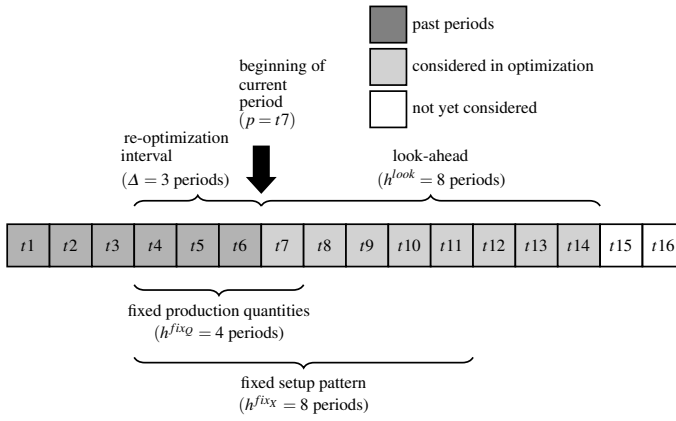 past periods
considered in optimization
not yet considered
beginning of
current
period
(p = t7)
re-optimization
interval
(Δ = 3 periods)
look-ahead
(h^look = 8 periods)
t1 t2 t3 t4 t5 t6 t7 t8 t9 t10 t11 t12 t13 t14 t15 t16
fixed production quantities
(h^fix_Q = 4 periods)
fixed setup pattern
(h^fix_X = 8 periods)